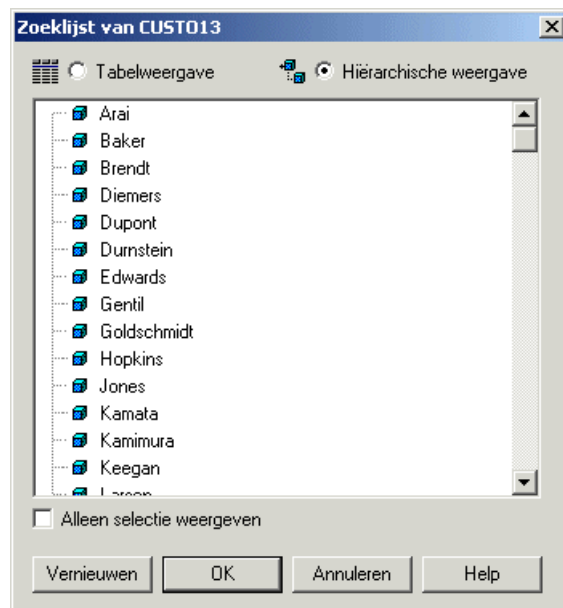 Zoeklijst van CUSTO13
Tabelweergave
Hiërarchische weergave
Arai
Baker
Brendt
Diemers
Dupont
Durnstein
Edwards
Gentil
Goldschmidt
Hopkins
Jones
Kamata
Kamimura
Keegan
Alleen selectie weergeven
Vernieuwen
OK
Annuleren
Help